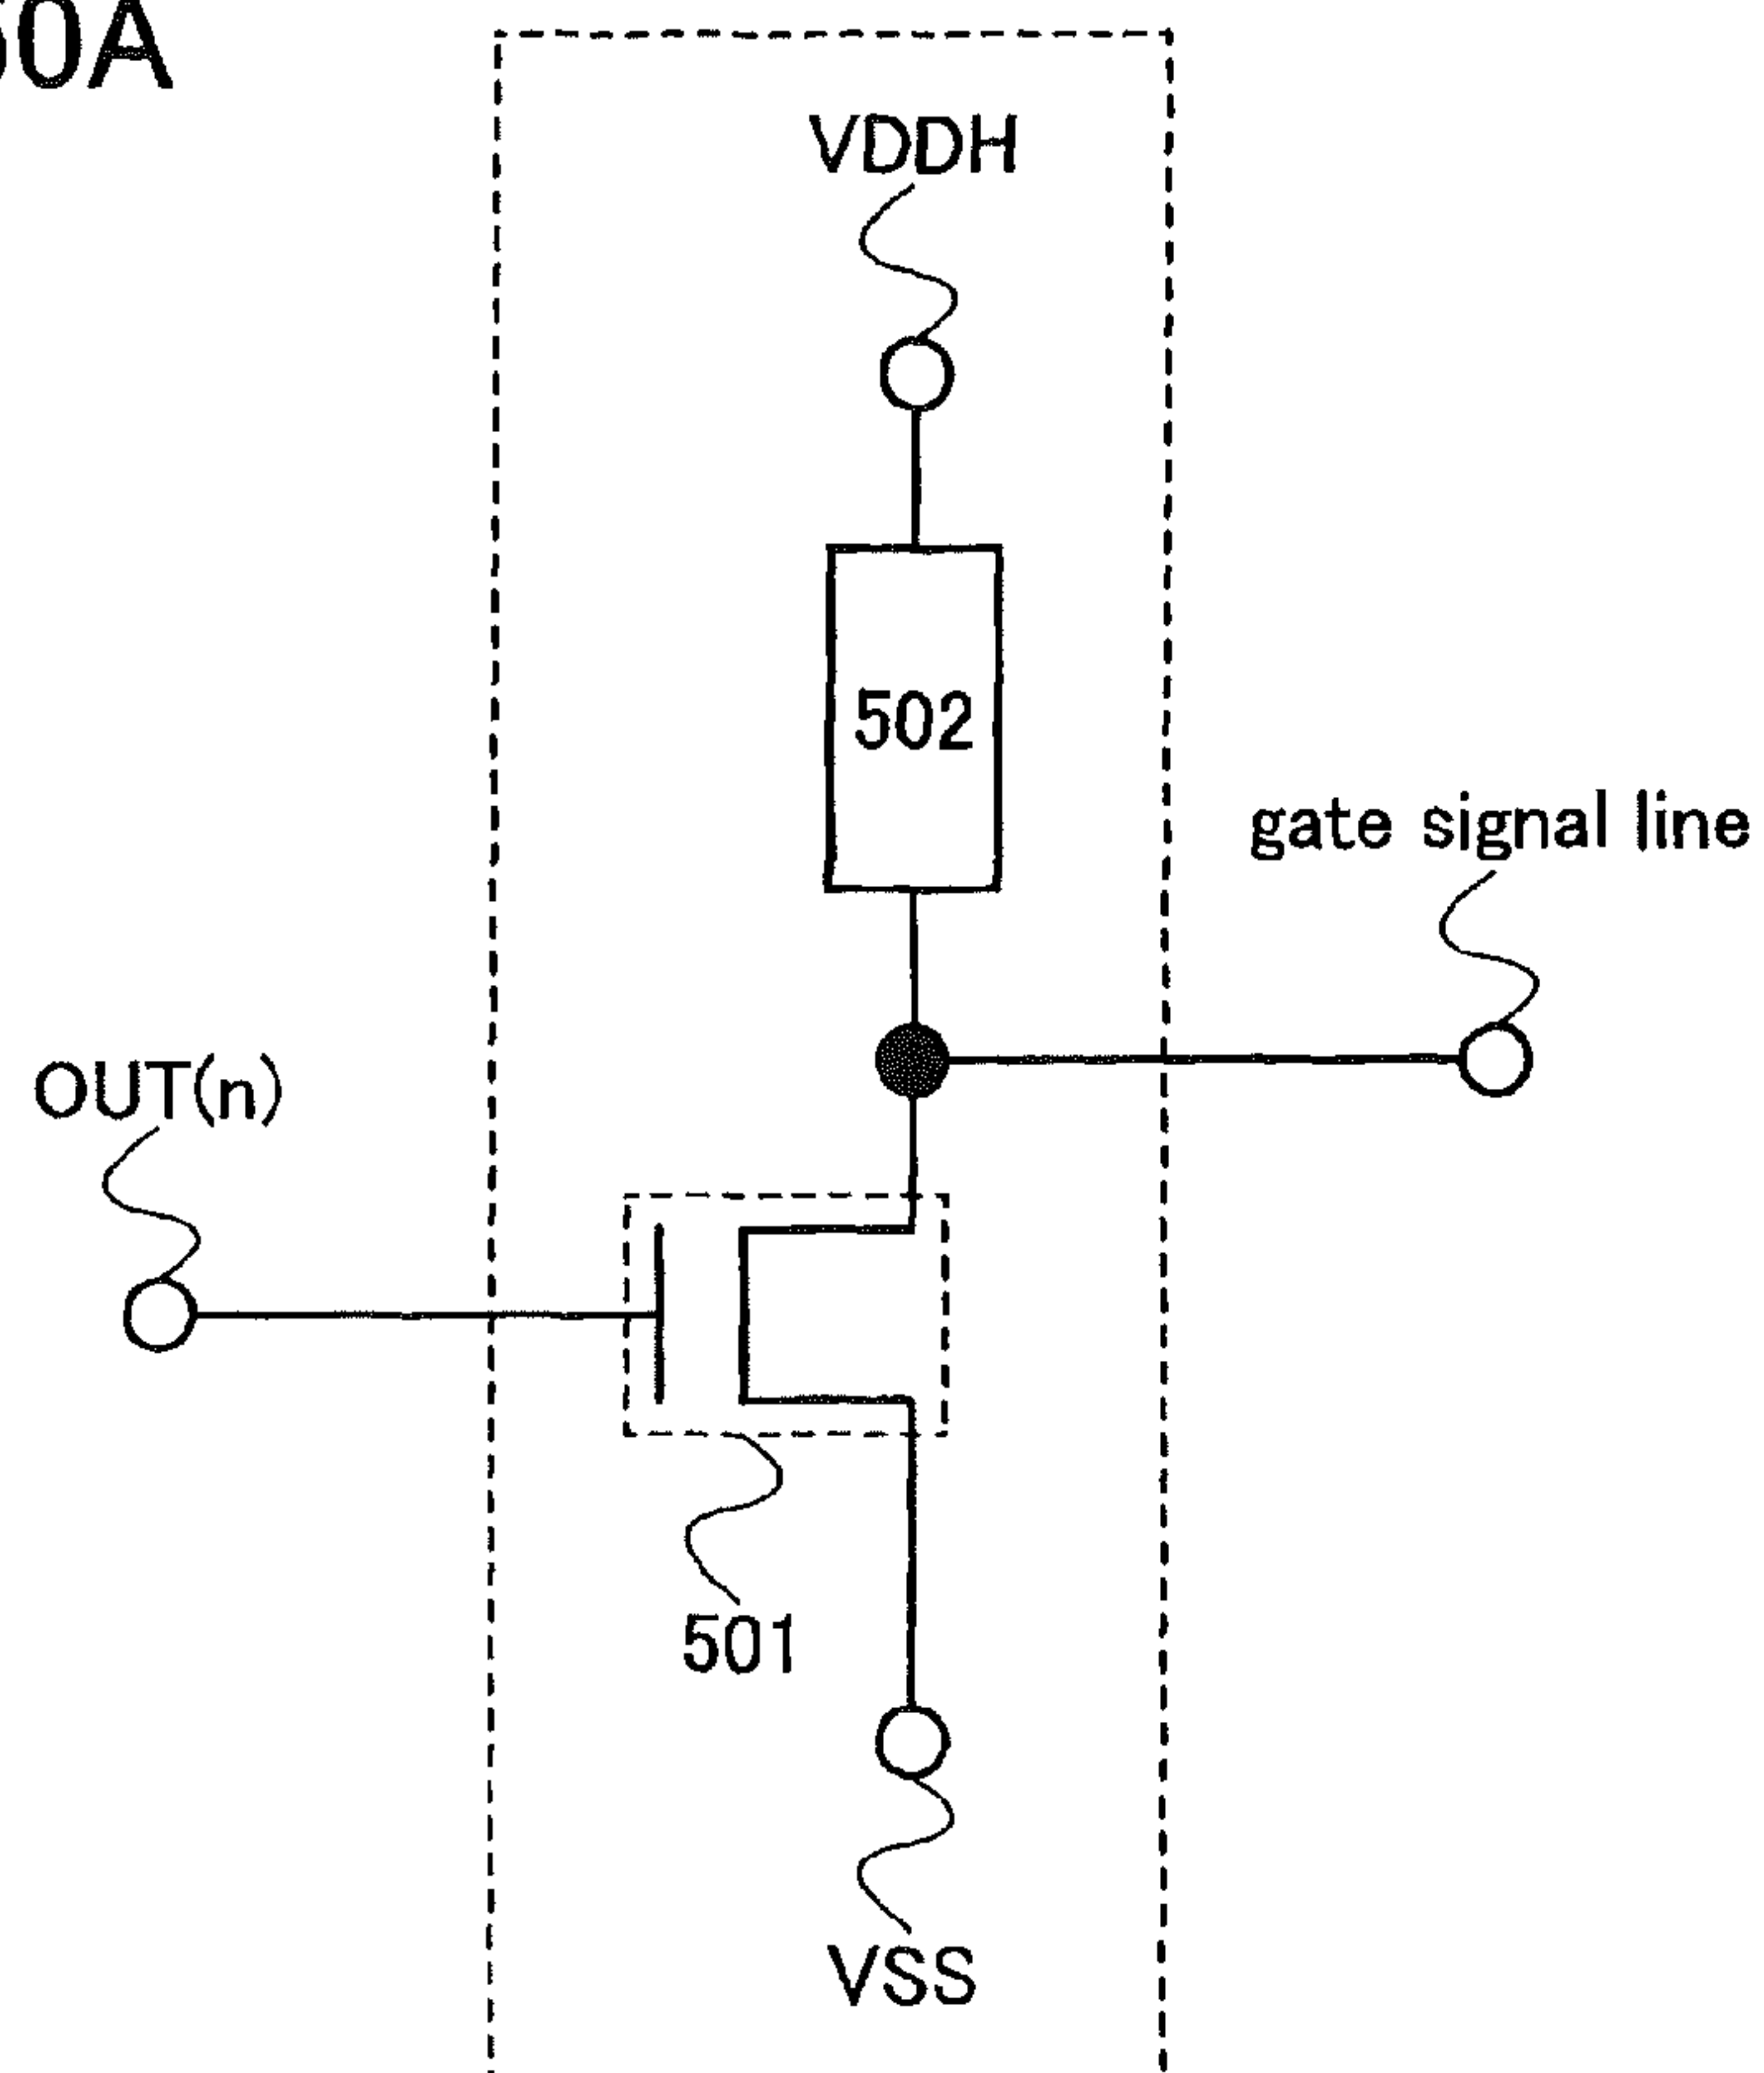 50A
VDDH
502
gate signal line
OUT(n)
501
VSS